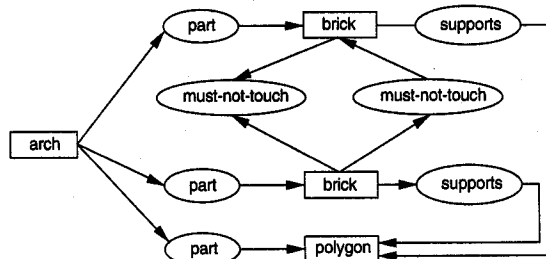 part brick supports
must-not-touch must-not-touch
arch
part brick supports
part polygon